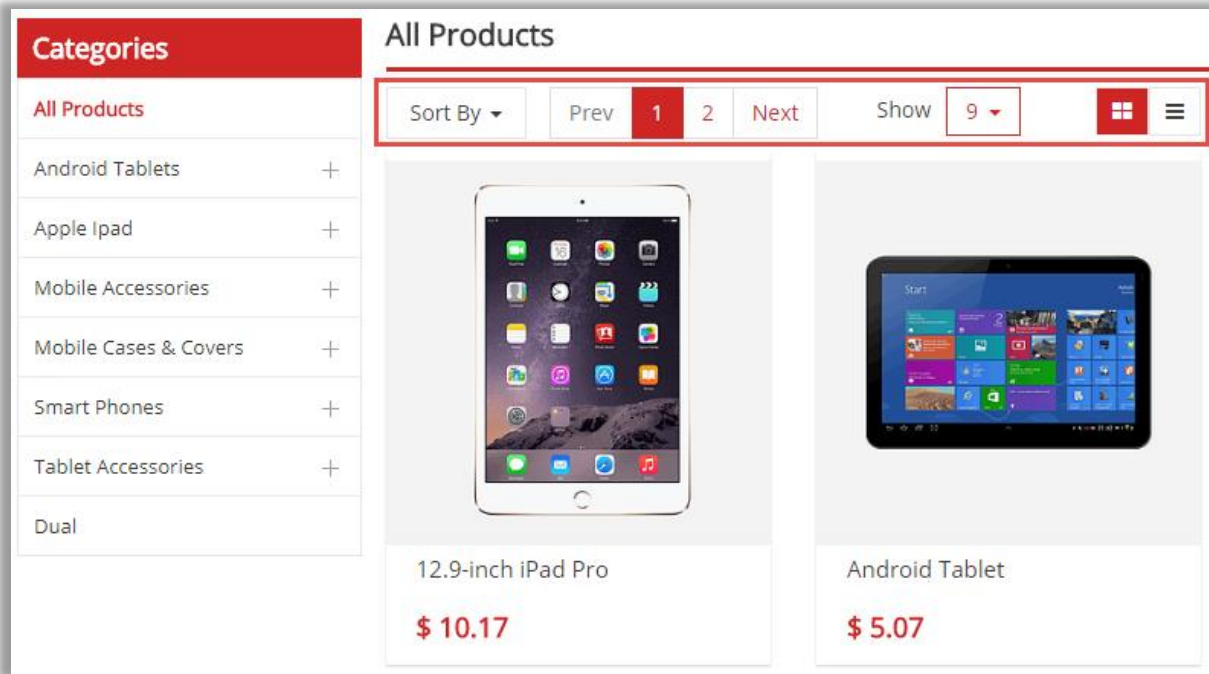 Categories
All Products
Android Tablets
Apple Ipad
Mobile Accessories
Mobile Cases & Covers
Smart Phones
Tablet Accessories
Dual
All Products
Sort By Prev 1 2 Next Show 9
Start
12.9-inch iPad Pro
$ 10.17
Android Tablet
$ 5.07